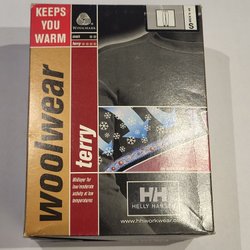 KEEPS
YOU
WARM
WOOLMARK
woolwear
terry
Midlayer for
low/moderate
activity at low
temperatures
HH
HELLY HANSEN
www.hhworkwear.com
S